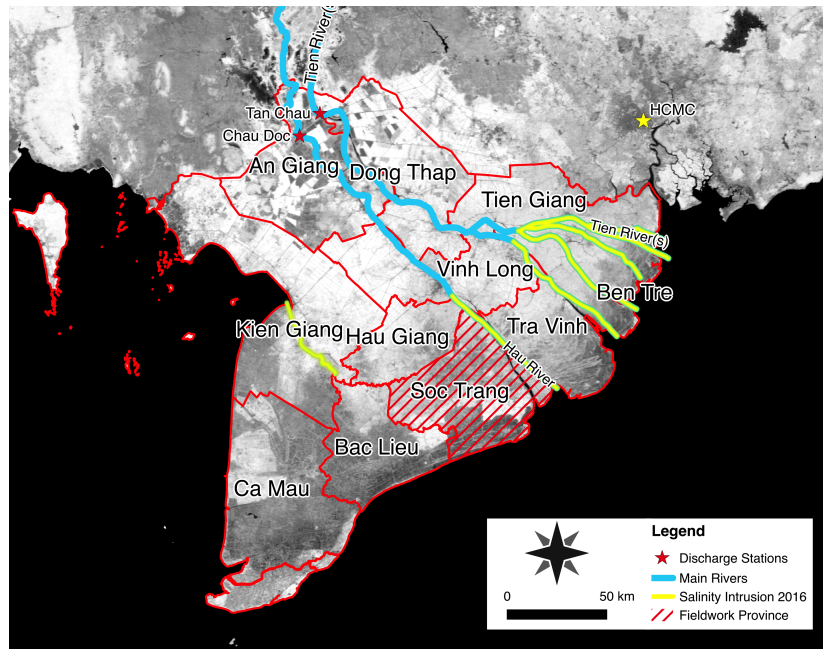 Tien River(s
Tan Chau
Chau Doc
HCMC
An Giang
Dong Thap
Tien Giang
Tien River(s)
Vinh Long
Ben Tre
Kien Giang
Hau Giang
Tra Vinh
Hau River
Soc Trang
Bac Lieu
Ca Mau
Legend
Discharge Stations
Main Rivers
0 50 km
Salinity Intrusion 2016
Fieldwork Province